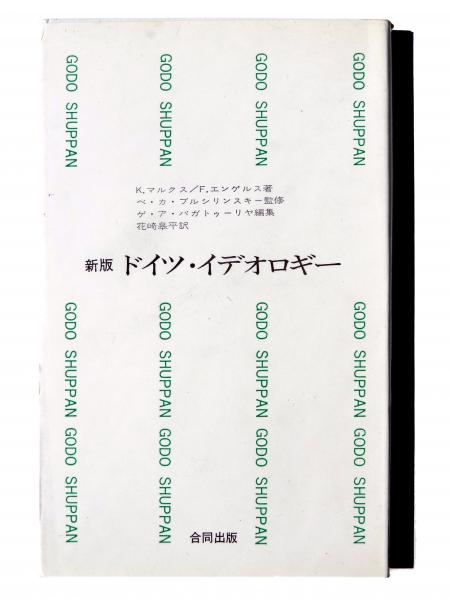 GODO SHUPPAN GODO SHUPPAN GODO SHUPPAN GODO SHUPPAN
K.マルクス/F.エンゲルス著
ベ・カ・ブルシリンスキー監修
ゲ・ア・バガトゥーリヤ編集
花崎皋平訳
新版 ドイツ・イデオロギー
GODO SHUPPAN GODO SHUPPAN
GODO SHUPPAN GODO SHUPPAN
GODO SHUPPAN GODO SHUPPAN
GODO SHUPPAN GODO SHUPPAN
合同出版